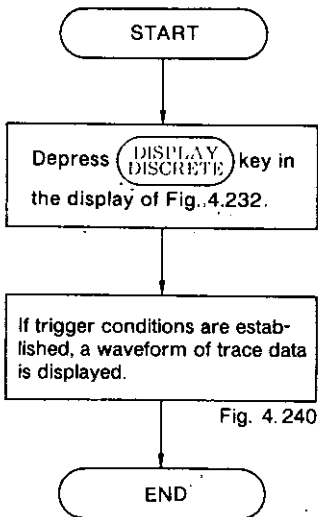 START
Depress DISPLAY DISCRETE key in
the display of Fig. 4.232.
If trigger conditions are estab-
lished, a waveform of trace data
is displayed.
Fig. 4.240
END